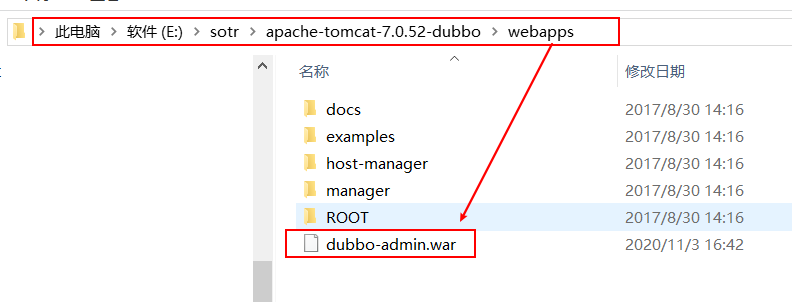 此电脑 > 软件 (E:) > sotr > apache-tomcat-7.0.52-dubbo > webapps
名称 修改日期
docs 2017/8/30 14:16
examples 2017/8/30 14:16
host-manager 2017/8/30 14:16
manager 2017/8/30 14:16
ROOT 2017/8/30 14:16
dubbo-admin.war 2020/11/3 16:42